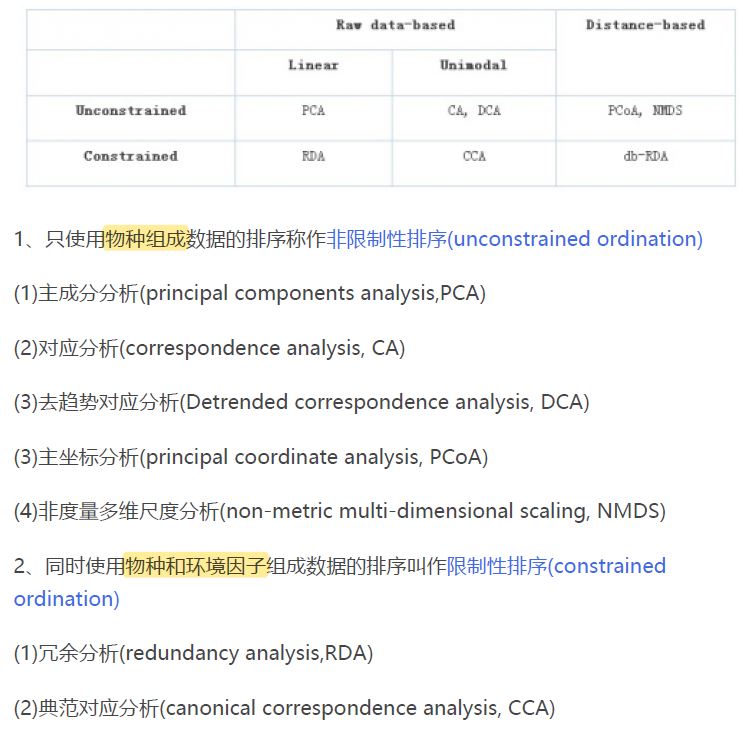 Raw data-based Distance-based
Linear Unimodal
Unconstrained PCA CA, DCA PCoA, NMDS
Constrained RDA CCA db-RDA
1、只使用物种组成数据的排序称作非限制性排序(unconstrained ordination)
(1)主成分分析(principal components analysis,PCA)
(2)对应分析(correspondence analysis, CA)
(3)去趋势对应分析(Detrended correspondence analysis, DCA)
(3)主坐标分析(principal coordinate analysis, PCoA)
(4)非度量多维尺度分析(non-metric multi-dimensional scaling, NMDS)
2、同时使用物种和环境因子组成数据的排序叫作限制性排序(constrained
ordination)
(1)冗余分析(redundancy analysis,RDA)
(2)典范对应分析(canonical correspondence analysis, CCA)